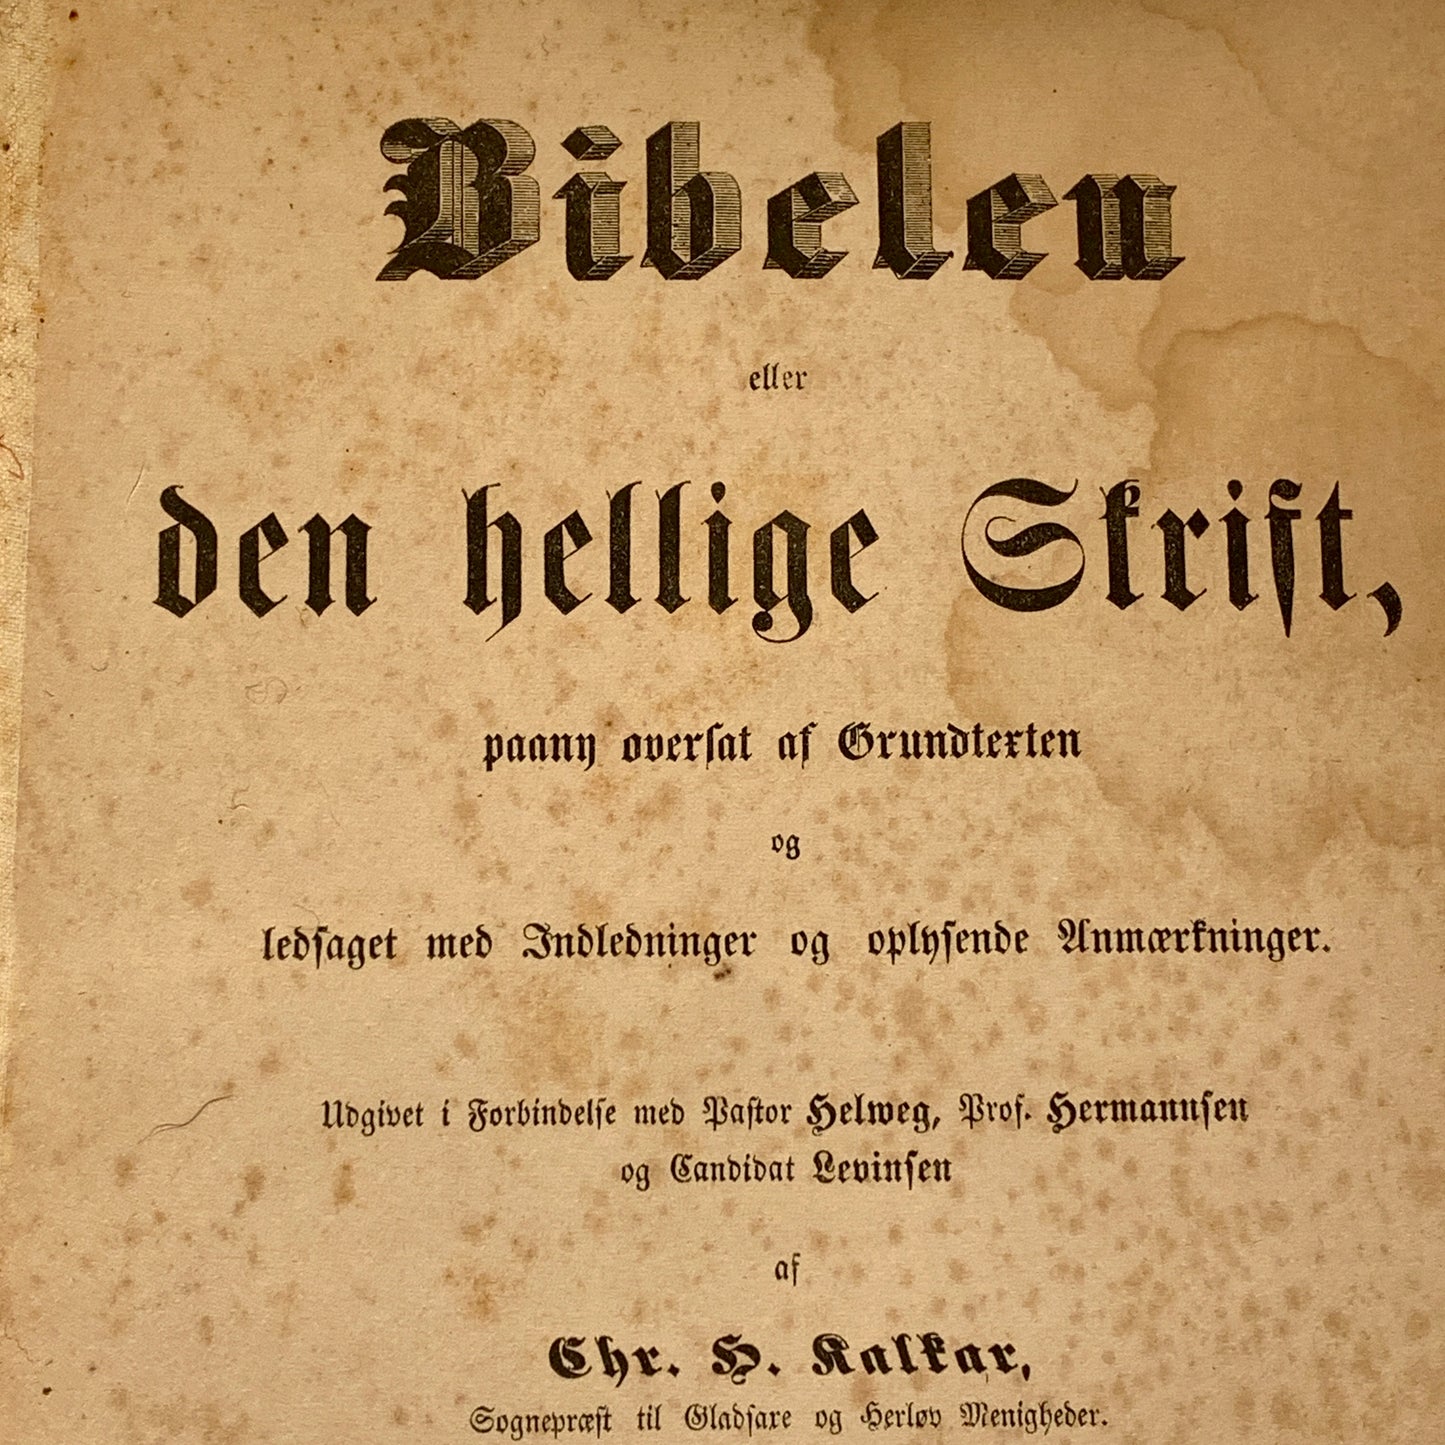 Bibelen
eller
den hellige Skrift,
paany oversat af Grundtexten
og
ledsaget med Indledninger og oplysende Anmærkninger.
Udgivet i Forbindelse med Pastor Helweg, Prof. Hermannsen
og Candidat Levinsen
af
Chr. H. Kalkar,
Sognepræst til Gladsaxe og Herløv Menigheder.